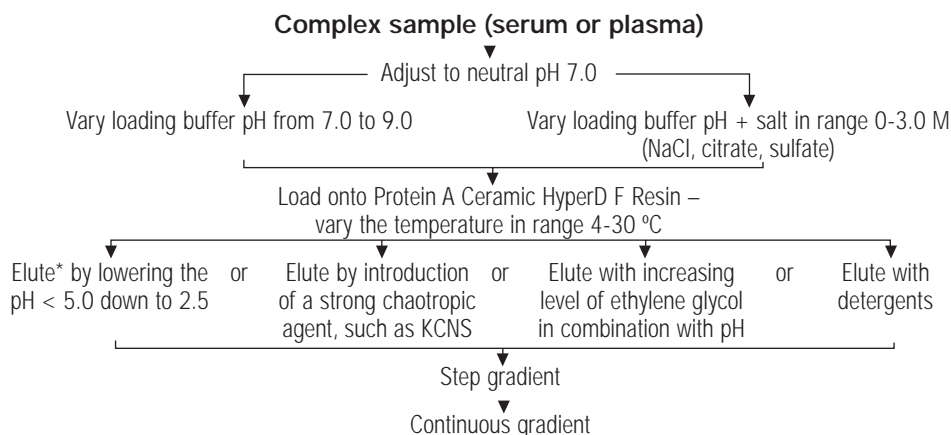 Complex sample (serum or plasma)
Adjust to neutral pH 7.0
Vary loading buffer pH from 7.0 to 9.0
Vary loading buffer pH + salt in range 0-3.0 M
(NaCl, citrate, sulfate)
Load onto Protein A Ceramic HyperD F Resin –
vary the temperature in range 4-30 ºC
Elute* by lowering the
pH < 5.0 down to 2.5
or
Elute by introduction
of a strong chaotropic
agent, such as KCNS
or
Elute with increasing
level of ethylene glycol
in combination with pH
or
Elute with
detergents
Step gradient
Continuous gradient